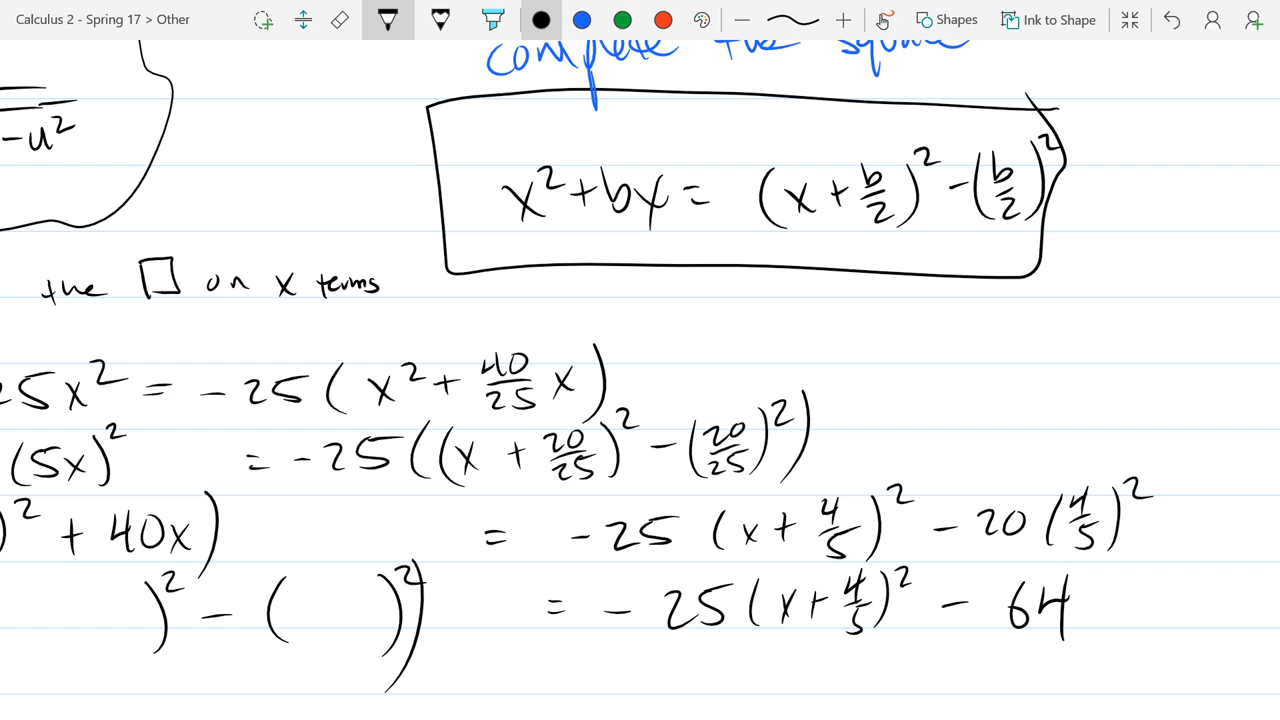 Calculus 2 - Spring 17 > Other
Shapes
Ink to Shape
complete the square
-u²
x² + bx = (x + b/2)² - (b/2)²
the □ on x terms
25x² = -25(x² + 40/25 x)
(5x)² = -25((x + 20/25)² - (20/25)²)
)² + 40x) = -25(x + 4/5)² - 20(4/5)²
)² - ( )²) = -25(x + 4/5)² - 64